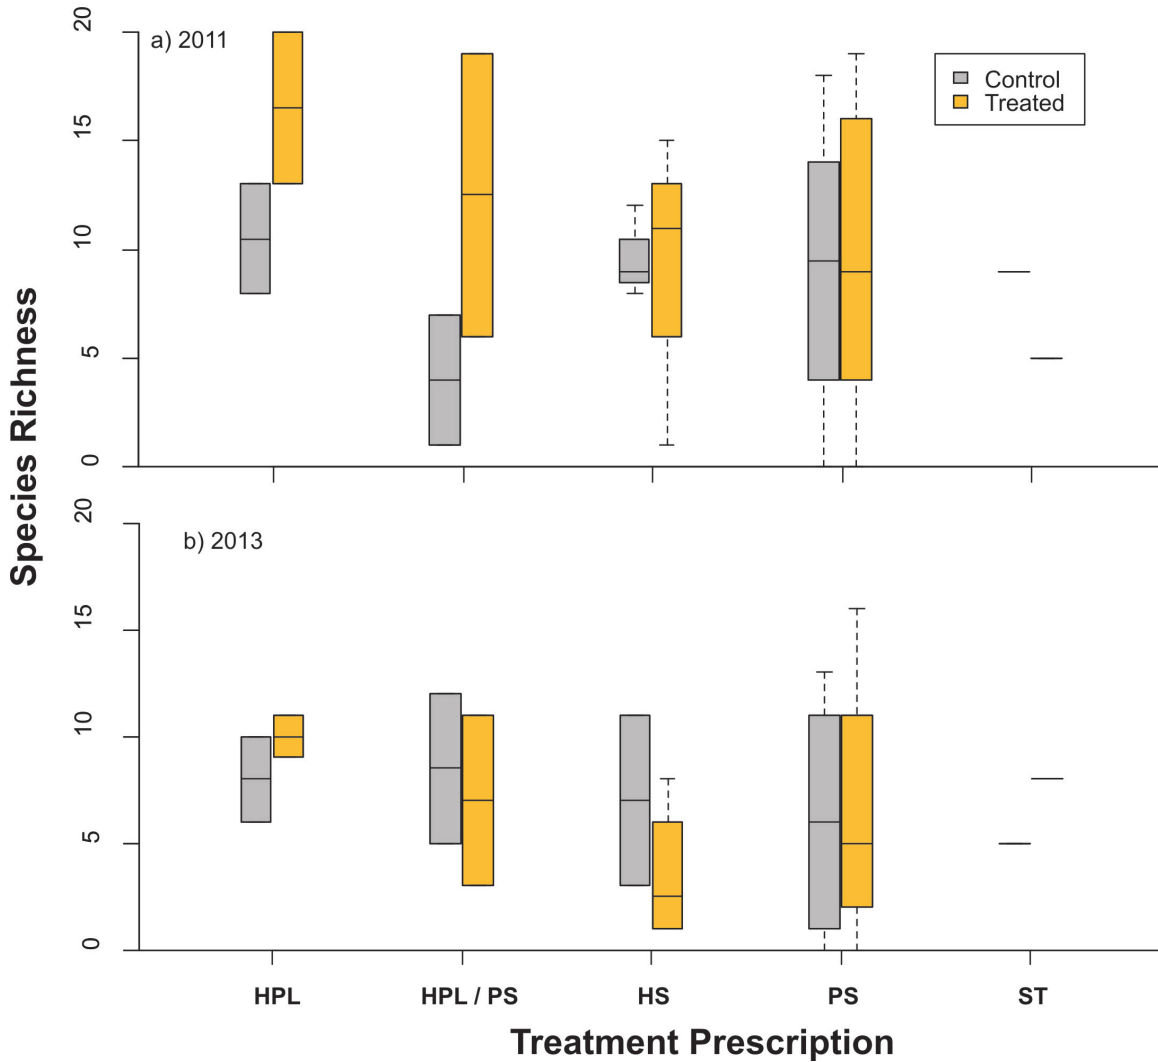 Species Richness
a) 2011
Control
Treated
20
15
10
5
0
b) 2013
20
15
10
5
0
HPL
HPL / PS
HS
PS
ST
Treatment Prescription